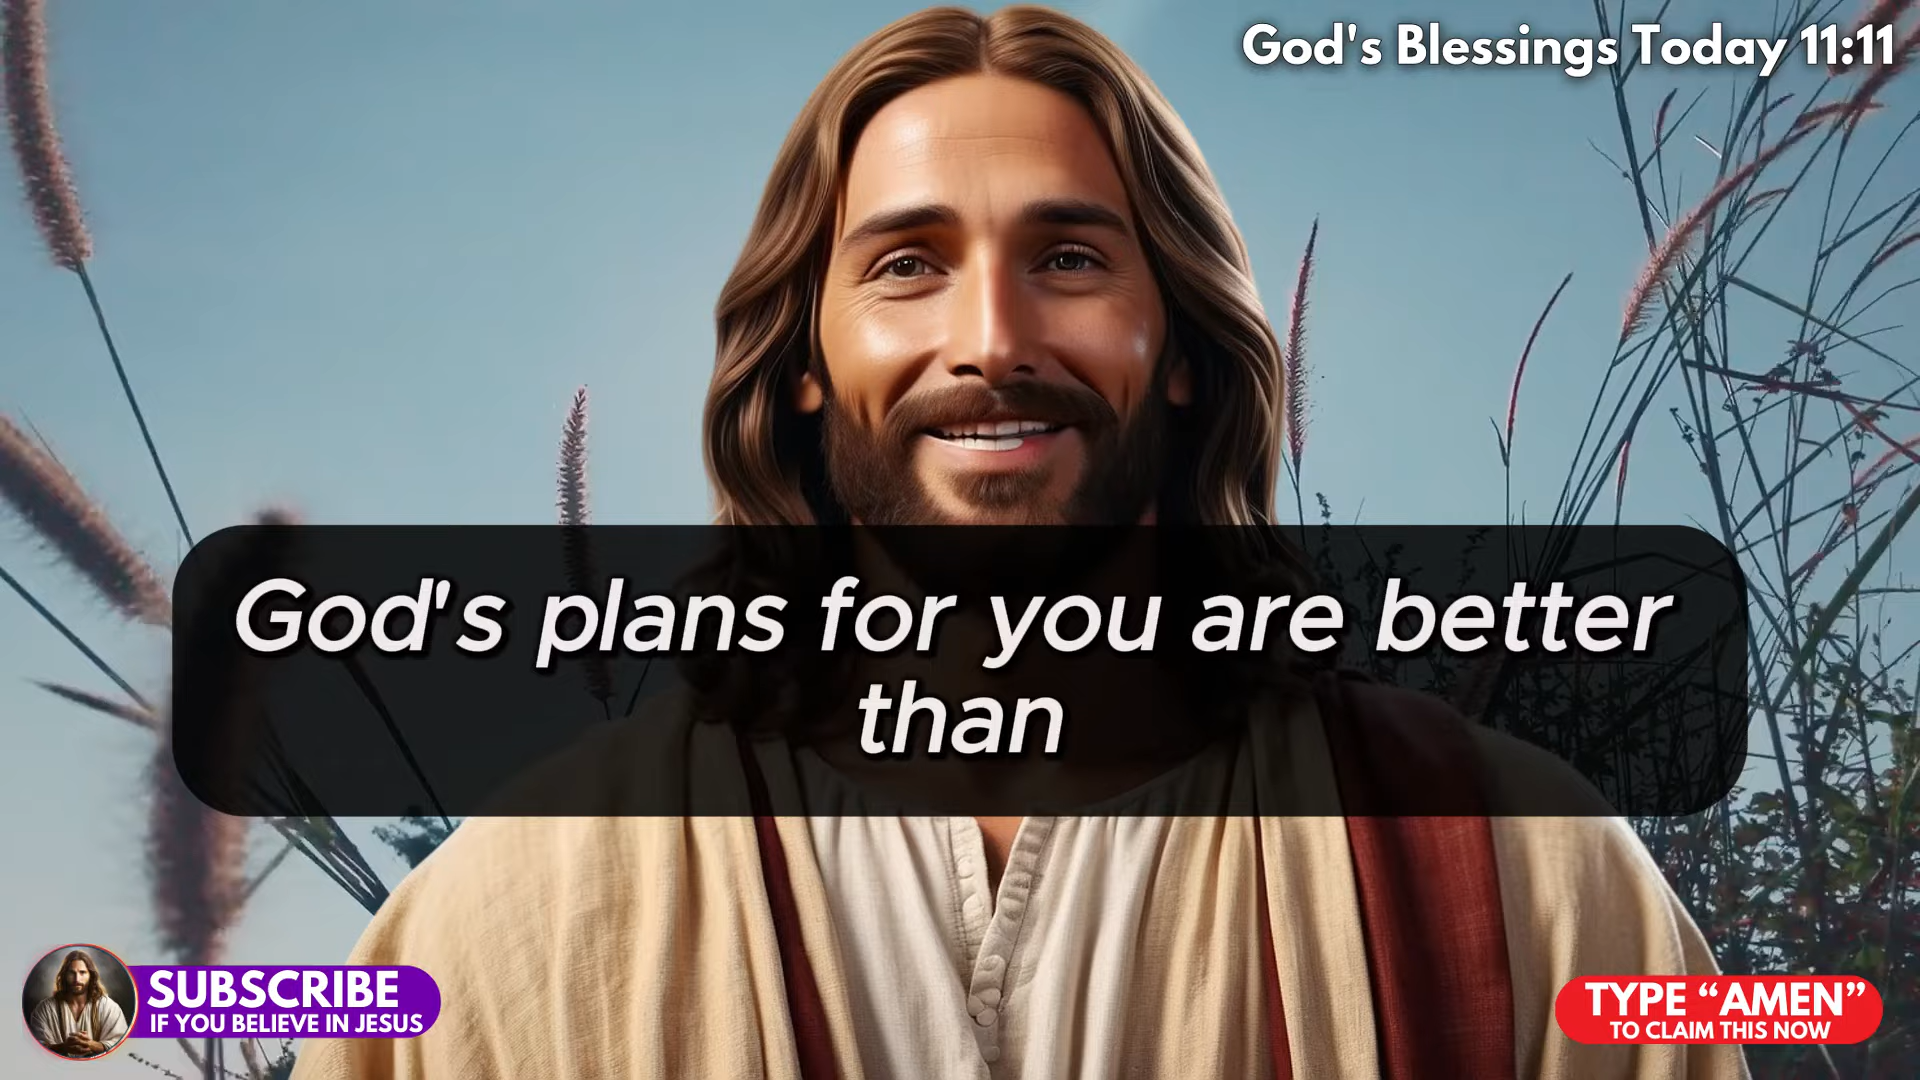 God's Blessings Today 11:11
God's plans for you are better
than
SUBSCRIBE
IF YOU BELIEVE IN JESUS
TYPE “AMEN”
TO CLAIM THIS NOW